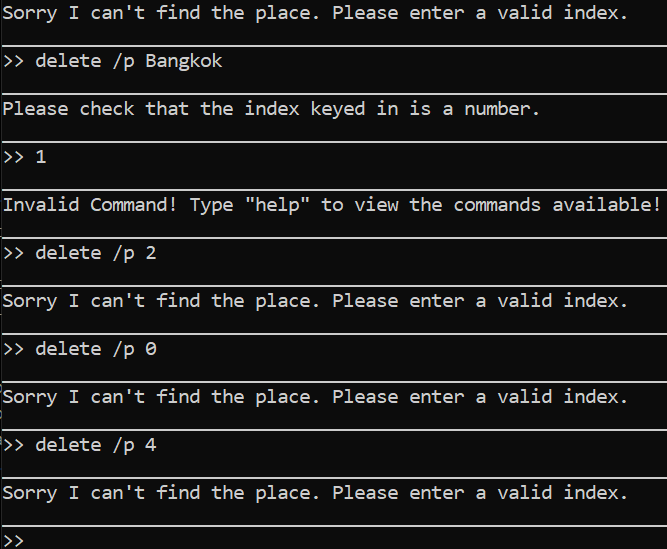 Sorry I can't find the place. Please enter a valid index.
>> delete /p Bangkok
Please check that the index keyed in is a number.
>> 1
Invalid Command! Type "help" to view the commands available!
>> delete /p 2
Sorry I can't find the place. Please enter a valid index.
>> delete /p 0
Sorry I can't find the place. Please enter a valid index.
>> delete /p 4
Sorry I can't find the place. Please enter a valid index.
>>